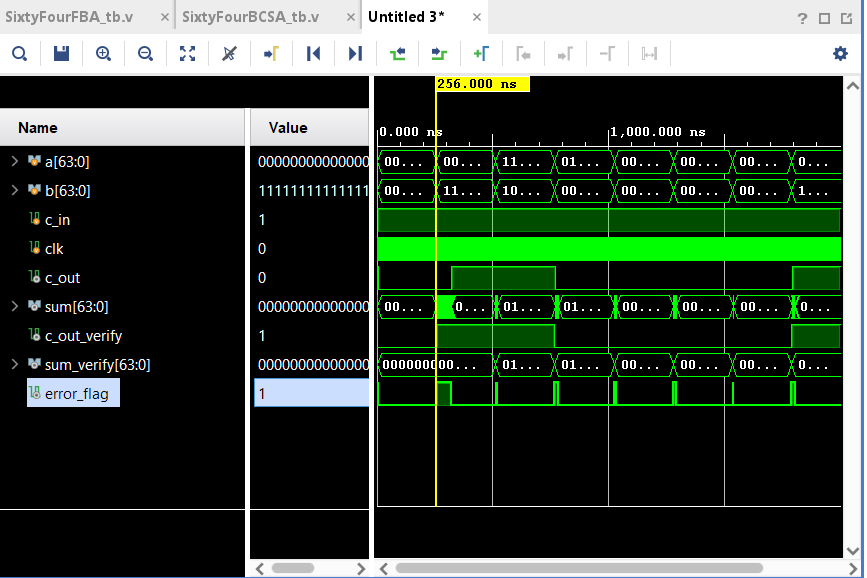 SixtyFourFBA_tb.v × SixtyFourBCSA_tb.v × Untitled 3* × ?
256.000 ns
0.000 ns 1,000.000 ns
Name Value
a[63:0] 00000000000000 00... 00... 11... 01... 00... 00... 00... 0...
b[63:0] 11111111111111 00... 11... 10... 00... 00... 00... 00... 1...
c_in 1
clk 0
c_out 0
sum[63:0] 00000000000000 00... 0... 01... 01... 00... 00... 00... 0...
c_out_verify 1
sum_verify[63:0] 00000000000000 000000000... 01... 01... 00... 00... 00... 0...
error_flag 1